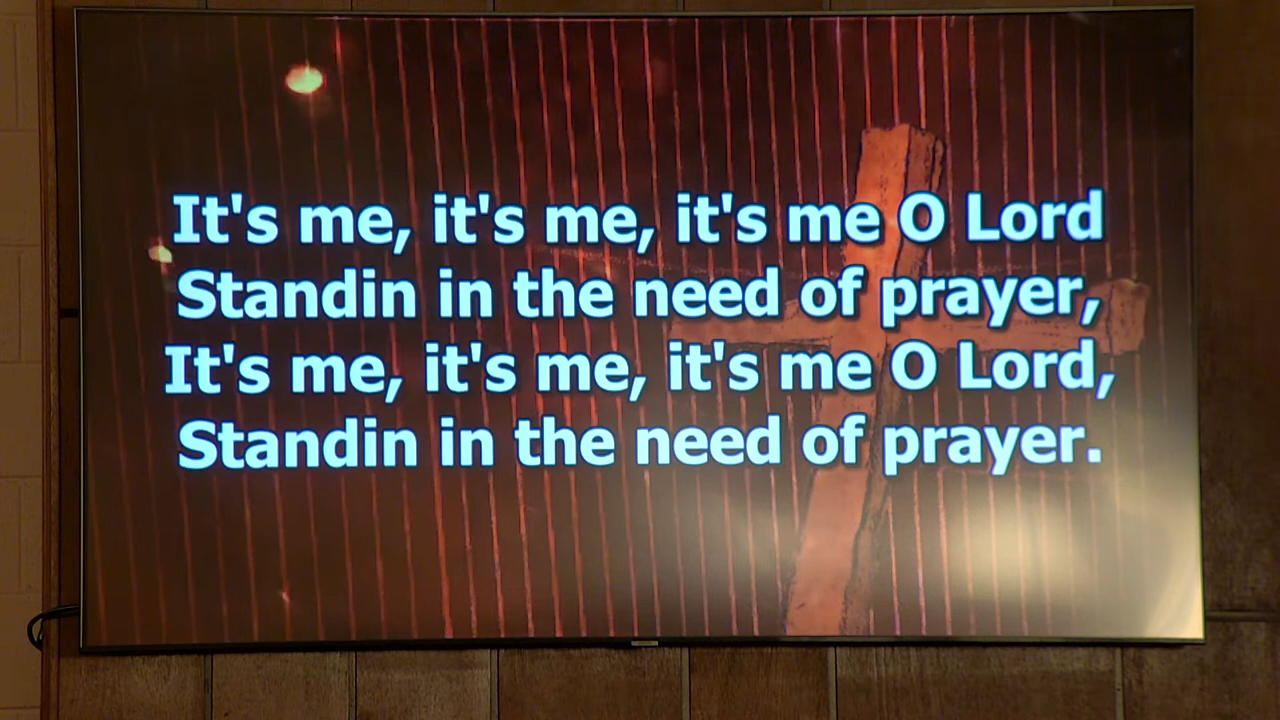 It's me, it's me, it's me O Lord
Standin in the need of prayer,
It's me, it's me, it's me O Lord,
Standin in the need of prayer.